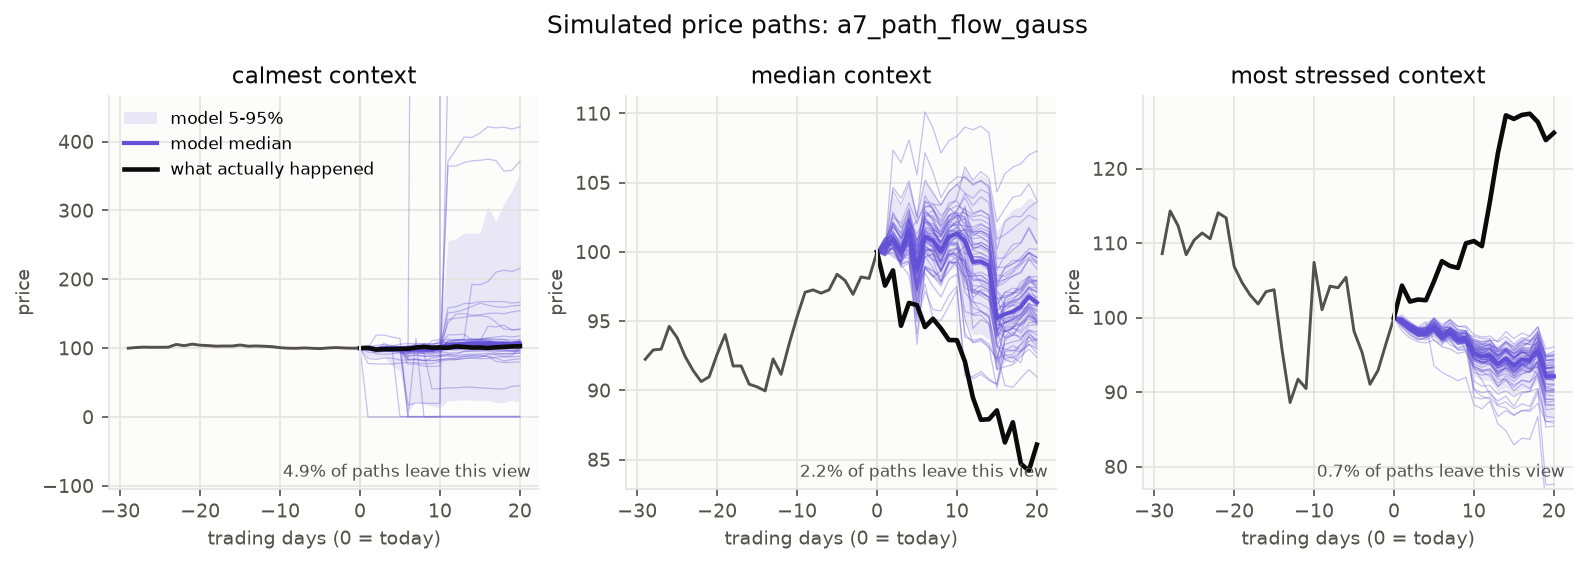 Simulated price paths: a7_path_flow_gauss
calmest context
model 5-95%
model median
what actually happened
400
300
200
100
0
−100
price
4.9% of paths leave this view
−30
−20
−10
0
10
20
trading days (0 = today)
median context
110
105
100
95
90
85
price
2.2% of paths leave this view
−30
−20
−10
0
10
20
trading days (0 = today)
most stressed context
120
110
100
90
80
price
0.7% of paths leave this view
−30
−20
−10
0
10
20
trading days (0 = today)